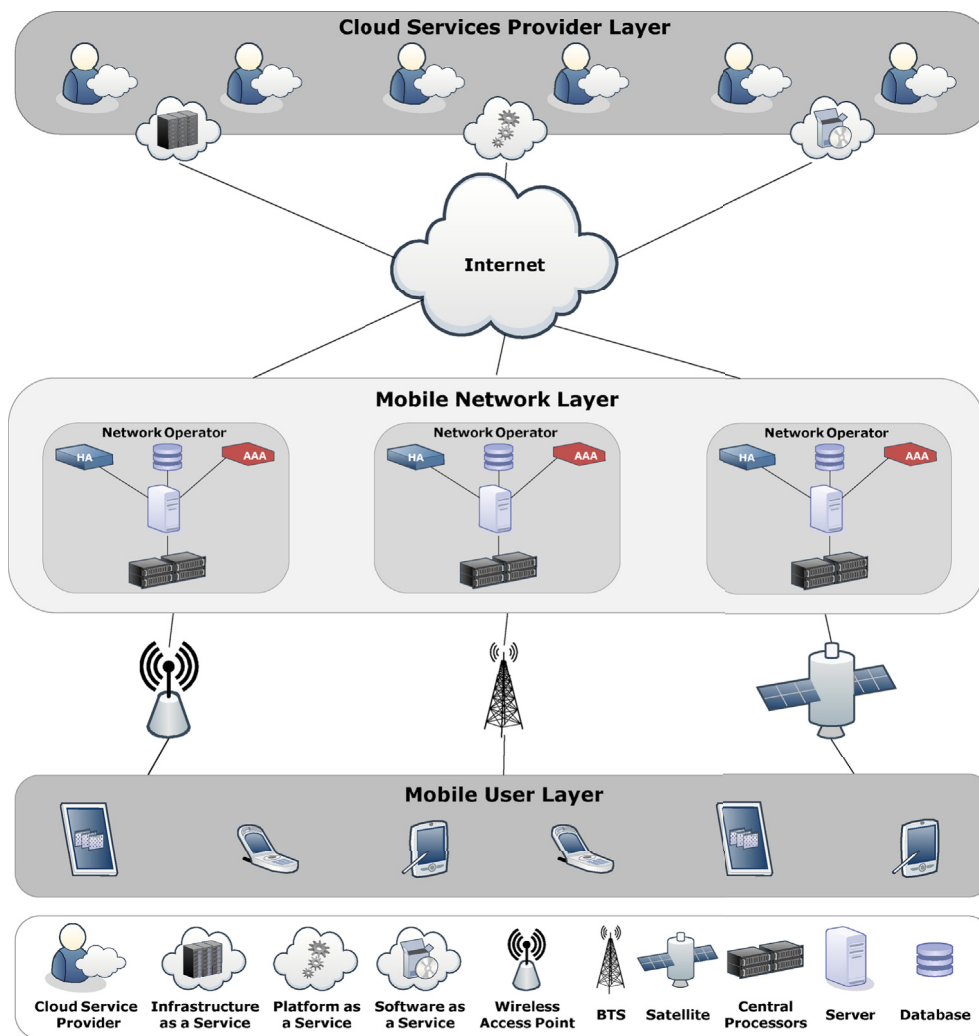 Cloud Services Provider Layer
Internet
Mobile Network Layer
Network Operator
HA
AAA
Network Operator
HA
AAA
Network Operator
HA
AAA
Mobile User Layer
Cloud Service
Provider
Infrastructure
as a Service
Platform as
a Service
Software as
a Service
Wireless
Access Point
BTS
Satellite
Central
Processors
Server
Database